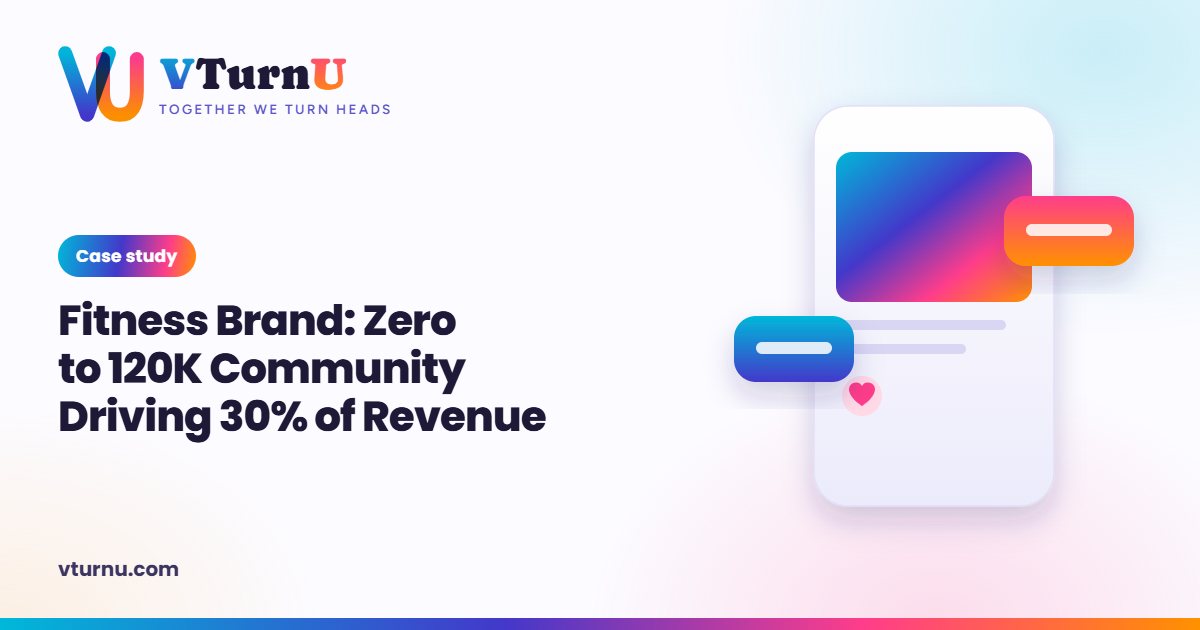 VTurnU
TOGETHER WE TURN HEADS
Case study
Fitness Brand: Zero
to 120K Community
Driving 30% of Revenue
vturnu.com